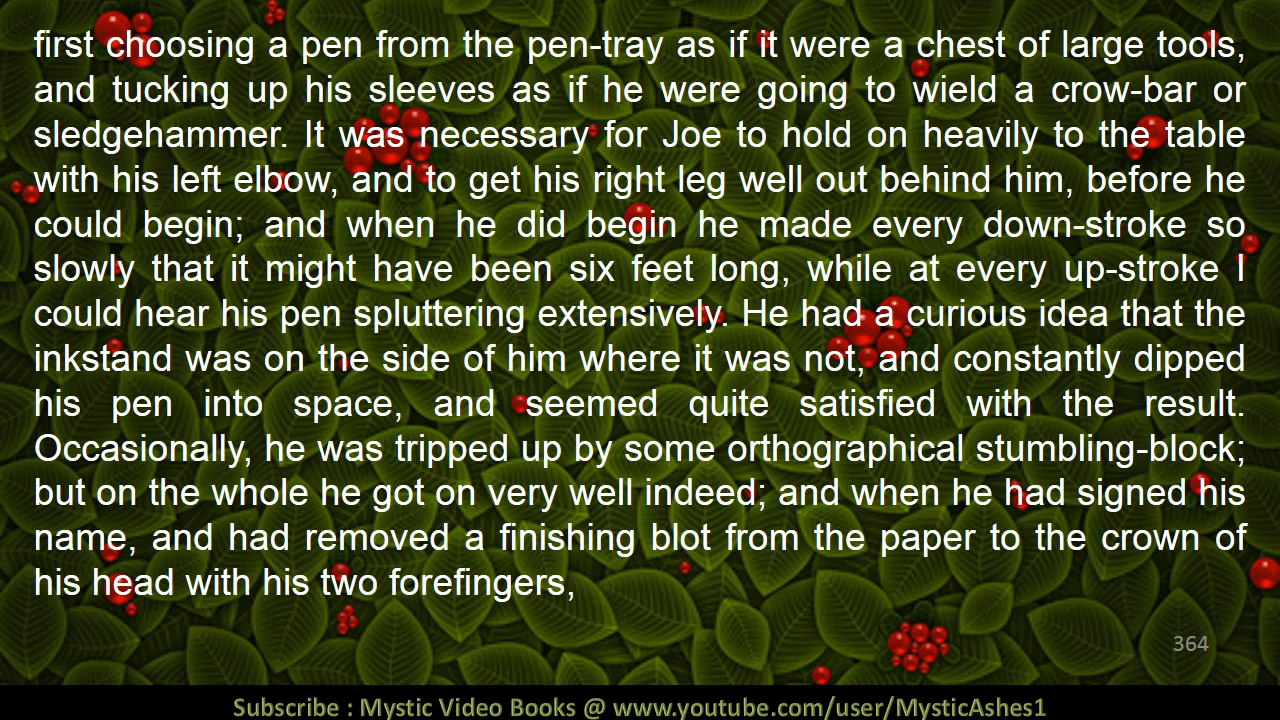 first choosing a pen from the pen-tray as if it were a chest of large tools,
and tucking up his sleeves as if he were going to wield a crow-bar or
sledgehammer. It was necessary for Joe to hold on heavily to the table
with his left elbow, and to get his right leg well out behind him, before he
could begin; and when he did begin he made every down-stroke so
slowly that it might have been six feet long, while at every up-stroke I
could hear his pen spluttering extensively. He had a curious idea that the
inkstand was on the side of him where it was not, and constantly dipped
his pen into space, and seemed quite satisfied with the result.
Occasionally, he was tripped up by some orthographical stumbling-block;
but on the whole he got on very well indeed; and when he had signed his
name, and had removed a finishing blot from the paper to the crown of
his head with his two forefingers,
364
Subscribe : Mystic Video Books @ www.youtube.com/user/MysticAshes1